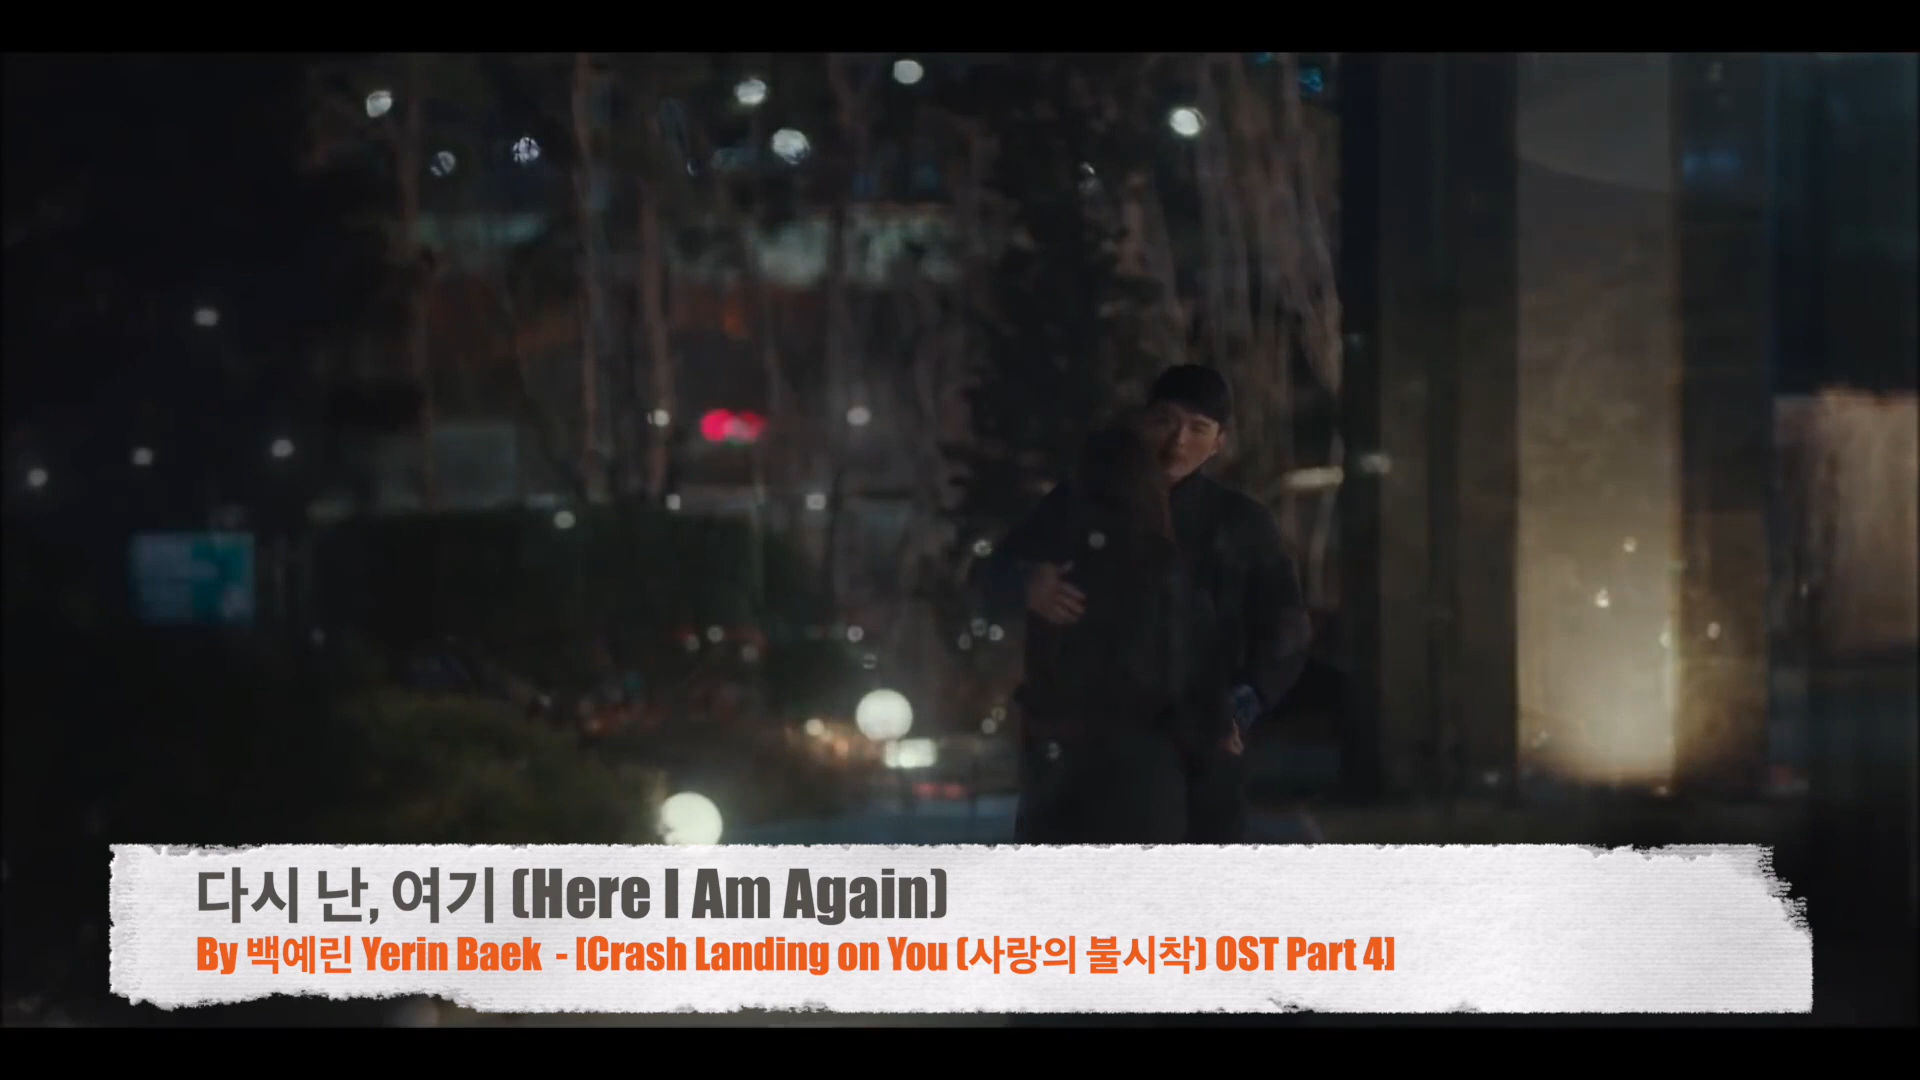 다시 난, 여기 (Here I Am Again)
By 백예린 Yerin Baek - [Crash Landing on You (사랑의 불시착) OST Part 4]